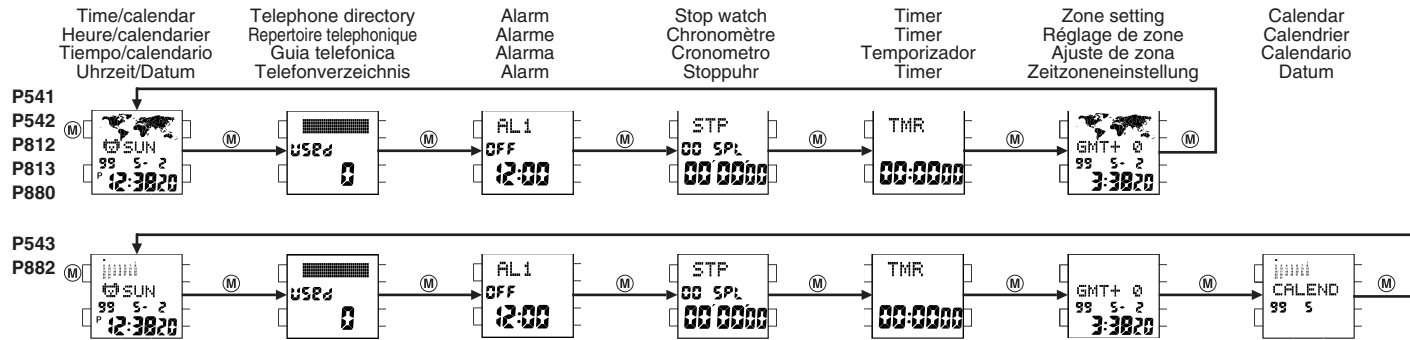 Time/calendar
Heure/calendarier
Tiempo/calendario
Uhrzeit/Datum
Telephone directory
Repertoire telephonique
Guia telefonica
Telefonverzeichnis
Alarm
Alarme
Alarma
Alarm
Stop watch
Chronomètre
Cronometro
Stoppuhr
Timer
Timer
Temporizador
Timer
Zone setting
Réglage de zone
Ajuste de zona
Zeitzoneneinstellung
Calendar
Calendrier
Calendario
Datum
P541
P542
P812
P813
P880
M
SUN
99 5- 2
P 12:3820
M
USEd
0
M
AL1
OFF
12:00
M
STP
00 SPL
00'00'00
M
TMR
00:0000
M
GMT+ 0
99 5- 2
3:3820
M
P543
P882
M
SUN
99 5- 2
P 12:3820
M
USEd
0
M
AL1
OFF
12:00
M
STP
00 SPL
00'00'00
M
TMR
00:0000
M
GMT+ 0
99 5- 2
3:3820
M
CALEND
99 5
M